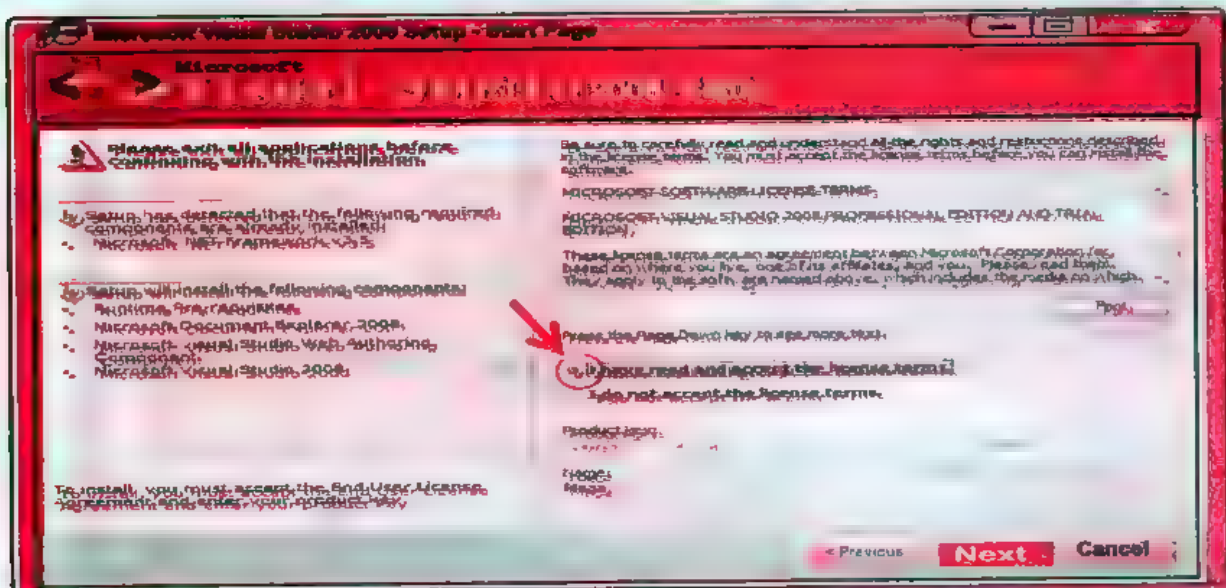 Microsoft Visual Studio 2008 Setup - Start Page
Microsoft
Please exit all applications before
continuing with the installation
Setup has detected that the following required
components are already installed:
Microsoft .NET Framework v3.5
Setup will install the following components:
Runtime Prerequisites
Microsoft Document Explorer 2008
Microsoft Visual Studio Web Authoring
Component
Microsoft Visual Studio 2008
To install, you must accept the End User License
Agreement and enter your product key
Be sure to carefully read and understand all the rights and restrictions described
in the license terms. You must accept the license terms before you can install the
software.
MICROSOFT SOFTWARE LICENSE TERMS
MICROSOFT VISUAL STUDIO 2008 PROFESSIONAL EDITION AND TRIAL
EDITION
These license terms are an agreement between Microsoft Corporation (or
based on where you live, one of its affiliates) and you. Please read them.
They apply to the software named above, which includes the media on which
Print
Press the Page Down key to see more text.
I have read and accept the license terms.
I do not accept the license terms.
Product key:
Name:
< Previous
Next
Cancel